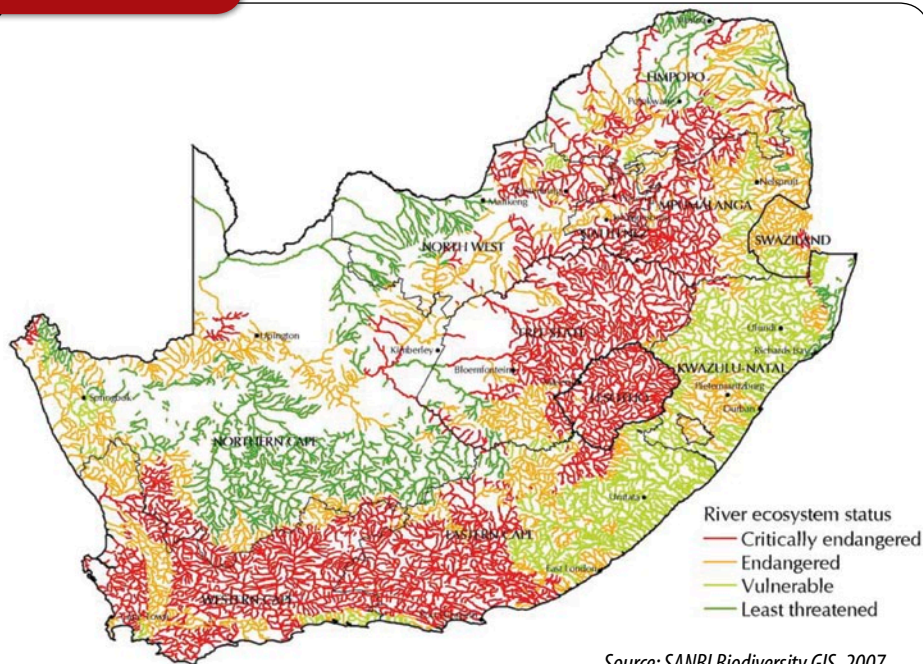 LIMPOPO
Polokwane
Nelspruit
Mafikeng
MPUMALANGA
GAUTENG
SWAZILAND
NORTH WEST
Upington
FREE STATE
Ulundi
Kimberley
Richards Bay
Bloemfontein
KWAZULU-NATAL
LESOTHO
Pietermaritzburg
Springbok
Durban
NORTHERN CAPE
Umtata
River ecosystem status
Critically endangered
EASTERN CAPE
Endangered
East London
Vulnerable
WESTERN CAPE
Least threatened
Source: SANBI Biodiversity GIS, 2007